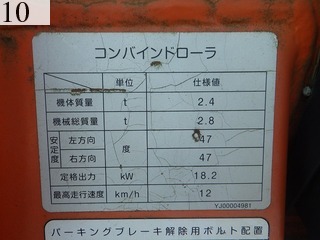 10
コンバインドローラ
単位 仕様値
機体質量 t 2.4
機械総質量 t 2.8
安定度 左方向 度 47
右方向 47
定格出力 kW 18.2
最高走行速度 km/h 12
YJ00004981
パーキングブレーキ解除用ボルト配置